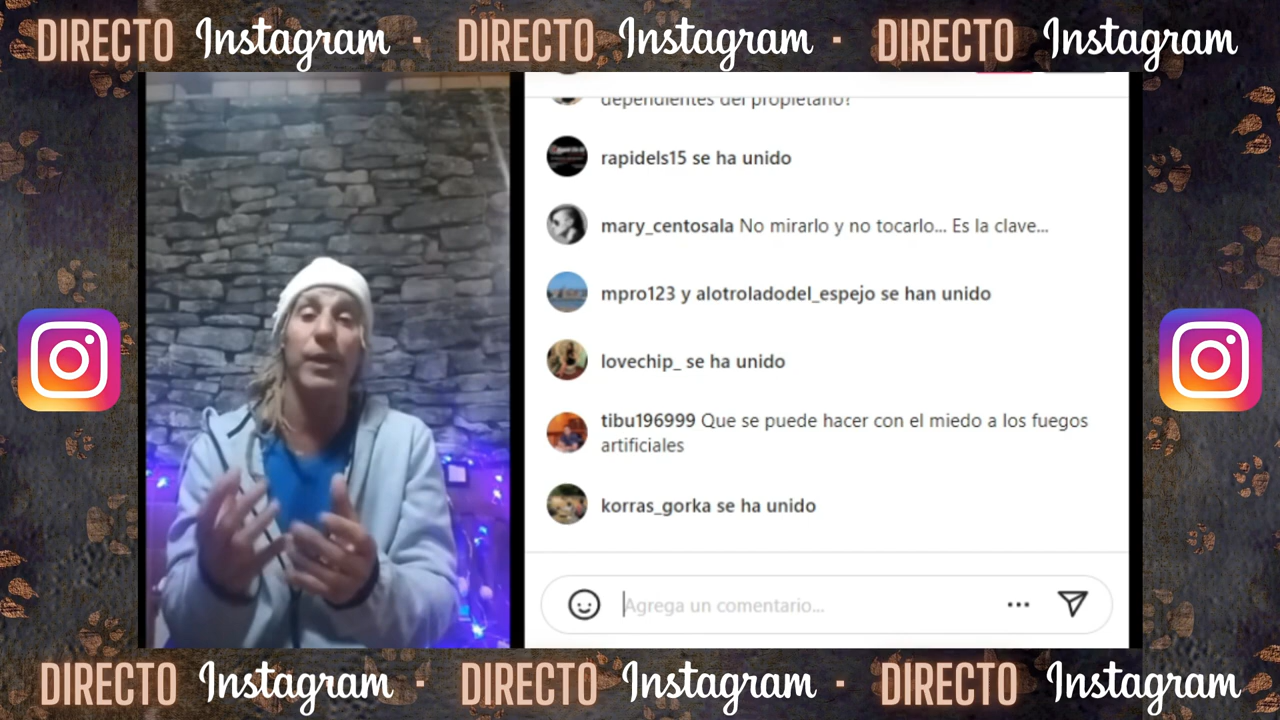 DIRECTO Instagram · DIRECTO Instagram · DIRECTO Instagram
dependientes del propietario?
rapidels15 se ha unido
mary_centosala No mirarlo y no tocarlo... Es la clave...
mpro123 y alotroladodel_espejo se han unido
lovechip_ se ha unido
tibu196999 Que se puede hacer con el miedo a los fuegos
artificiales
korras_gorka se ha unido
Agrega un comentario...
DIRECTO Instagram · DIRECTO Instagram · DIRECTO Instagram